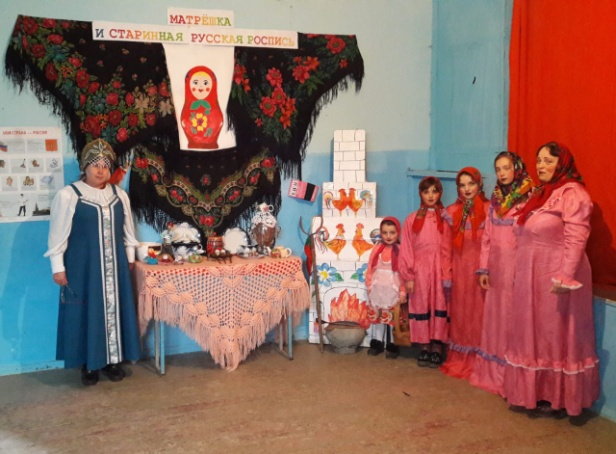 МАТРЁШКА
И СТАРИННАЯ РУССКАЯ РОСПИСЬ